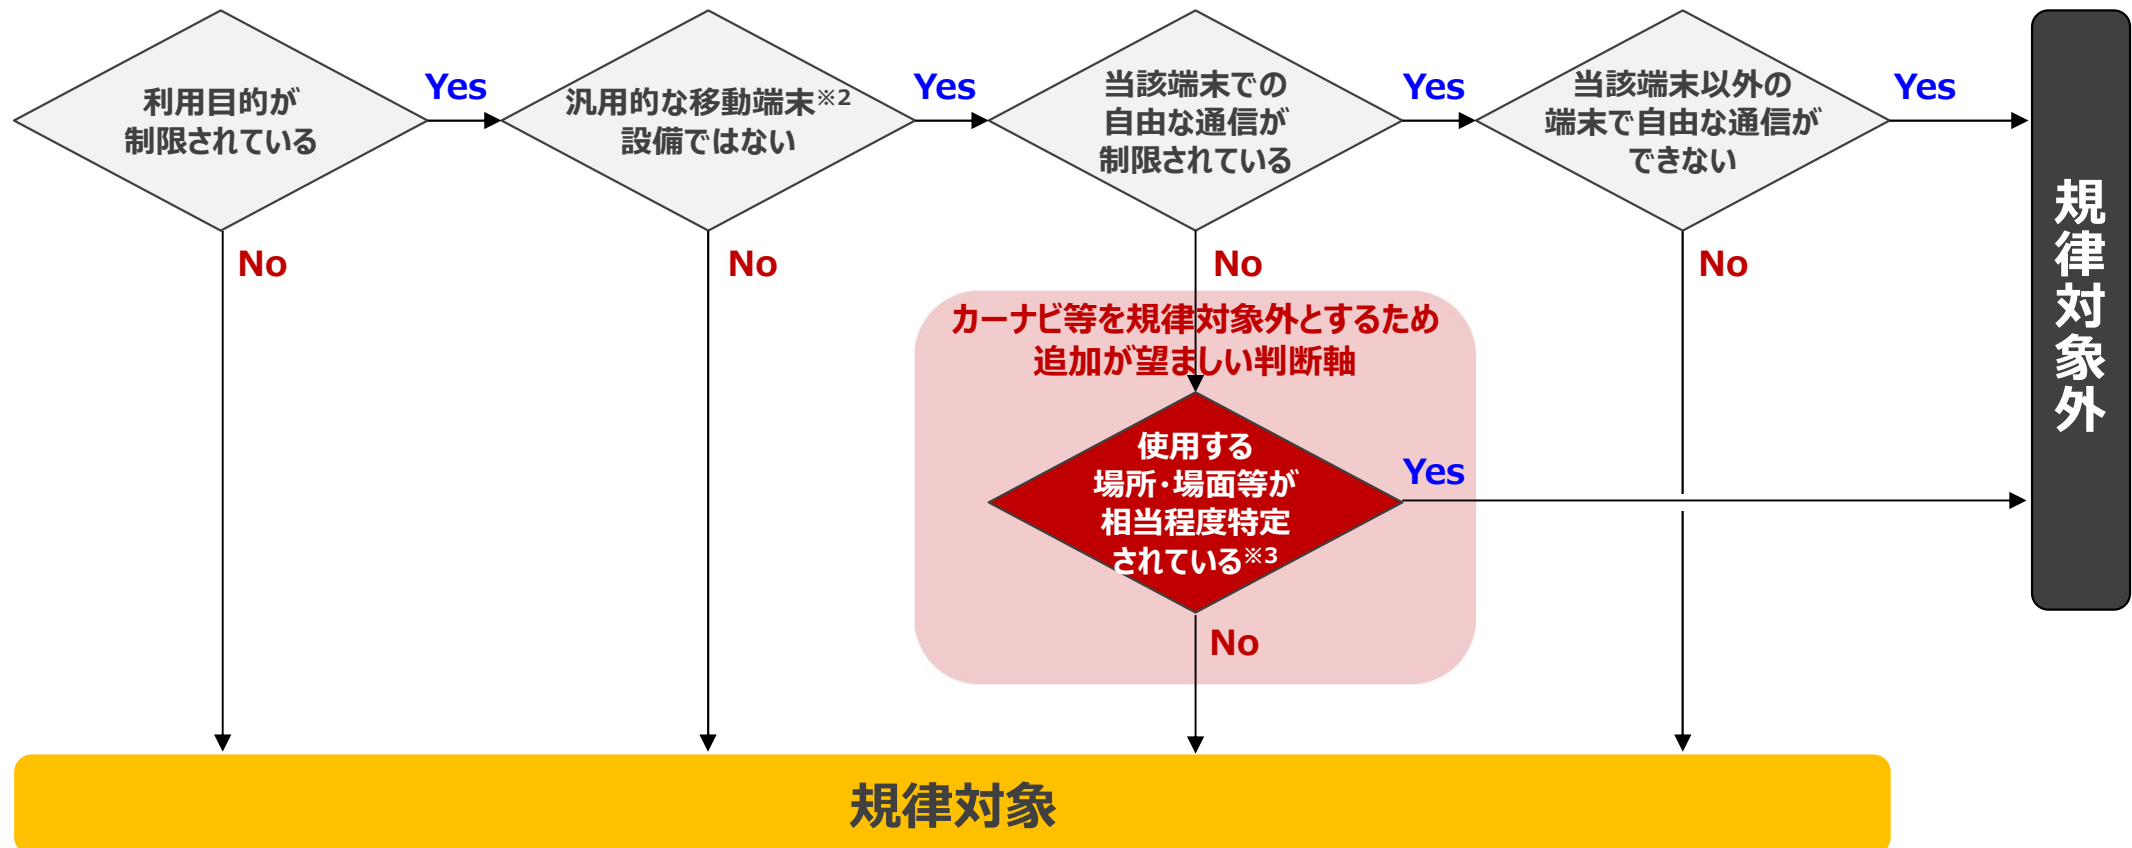 利用目的が
制限されている
Yes
No
汎用的な移動端末※2
設備ではない
Yes
No
当該端末での
自由な通信が
制限されている
Yes
No
当該端末以外の
端末で自由な通信が
できない
Yes
No
カーナビ等を規律対象外とするため
追加が望ましい判断軸
使用する
場所・場面等が
相当程度特定
されている※3
Yes
No
規律対象外
規律対象